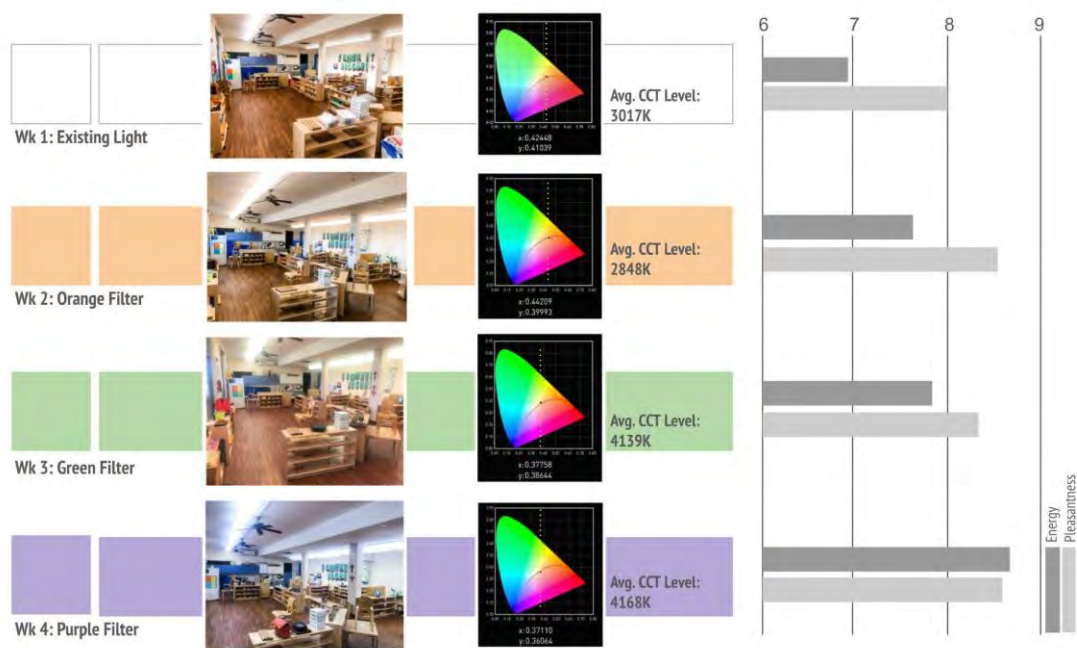 6 7 8 9
Avg. CCT Level:
3017K
Wk 1: Existing Light
x:0.42448
y:0.41039
Avg. CCT Level:
2848K
Wk 2: Orange Filter
x:0.44209
y:0.39993
Avg. CCT Level:
4139K
Wk 3: Green Filter
x:0.37758
y:0.38644
Avg. CCT Level:
4168K
Wk 4: Purple Filter
x:0.37110
y:0.36064
Energy
Pleasantness